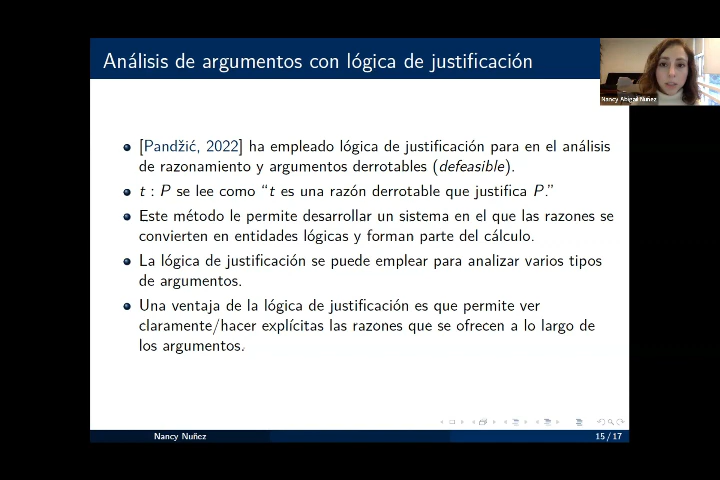 Análisis de argumentos con lógica de justificación
Nancy Abigail Nuñez
[Pandžić, 2022] ha empleado lógica de justificación para en el análisis
de razonamiento y argumentos derrotables (defeasible).
t : P se lee como “t es una razón derrotable que justifica P.”
Este método le permite desarrollar un sistema en el que las razones se
convierten en entidades lógicas y forman parte del cálculo.
La lógica de justificación se puede emplear para analizar varios tipos
de argumentos.
Una ventaja de la lógica de justificación es que permite ver
claramente/hacer explícitas las razones que se ofrecen a lo largo de
los argumentos.
Nancy Nuñez
15 / 17